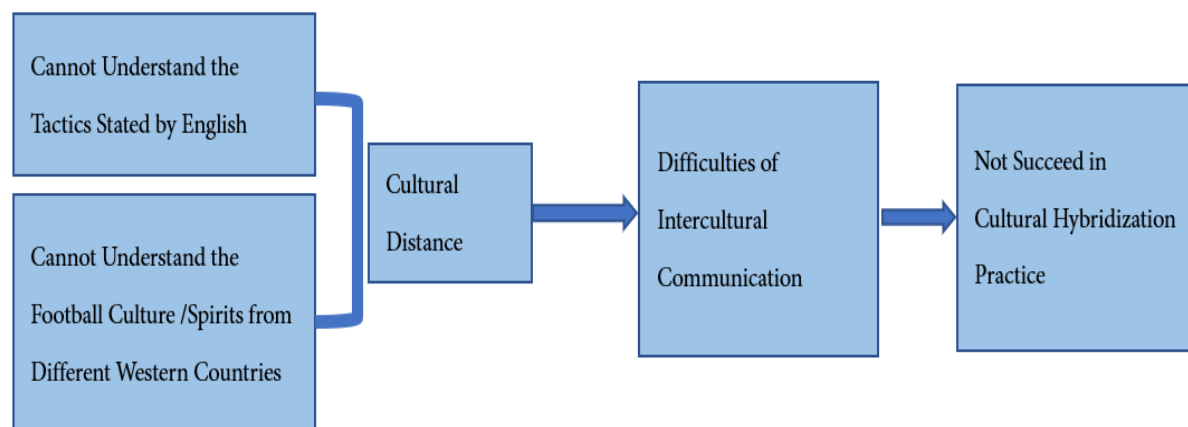 Cannot Understand the
Tactics Stated by English
Cannot Understand the
Football Culture /Spirits from
Different Western Countries
Cultural
Distance
Difficulties of
Intercultural
Communication
Not Succeed in
Cultural Hybridization
Practice